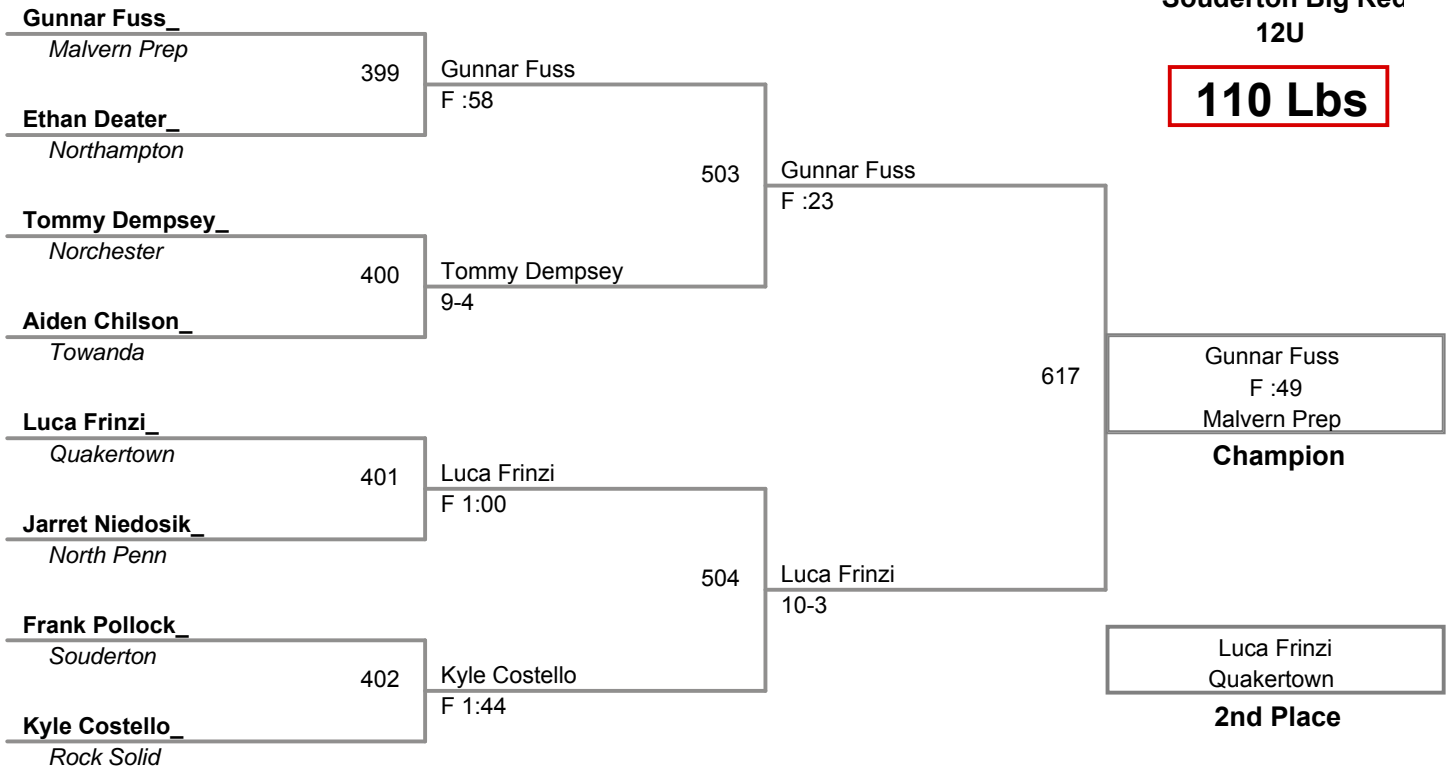 Souderton Big Red
12U
110 Lbs
Gunnar Fuss_
Malvern Prep
399
Gunnar Fuss
F :58
Ethan Deater_
Northampton
503
Gunnar Fuss
F :23
Tommy Dempsey_
Norchester
400
Tommy Dempsey
9-4
Aiden Chilson_
Towanda
617
Gunnar Fuss
F :49
Malvern Prep
Champion
Luca Frinzi_
Quakertown
401
Luca Frinzi
F 1:00
Jarret Niedosik_
North Penn
504
Luca Frinzi
10-3
Frank Pollock_
Souderton
402
Kyle Costello
F 1:44
Kyle Costello_
Rock Solid
Luca Frinzi
Quakertown
2nd Place